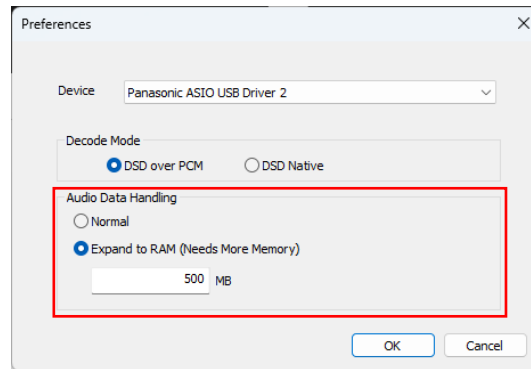 Preferences
Device Panasonic ASIO USB Driver 2
Decode Mode
DSD over PCM DSD Native
Audio Data Handling
Normal
Expand to RAM (Needs More Memory)
500 MB
OK Cancel